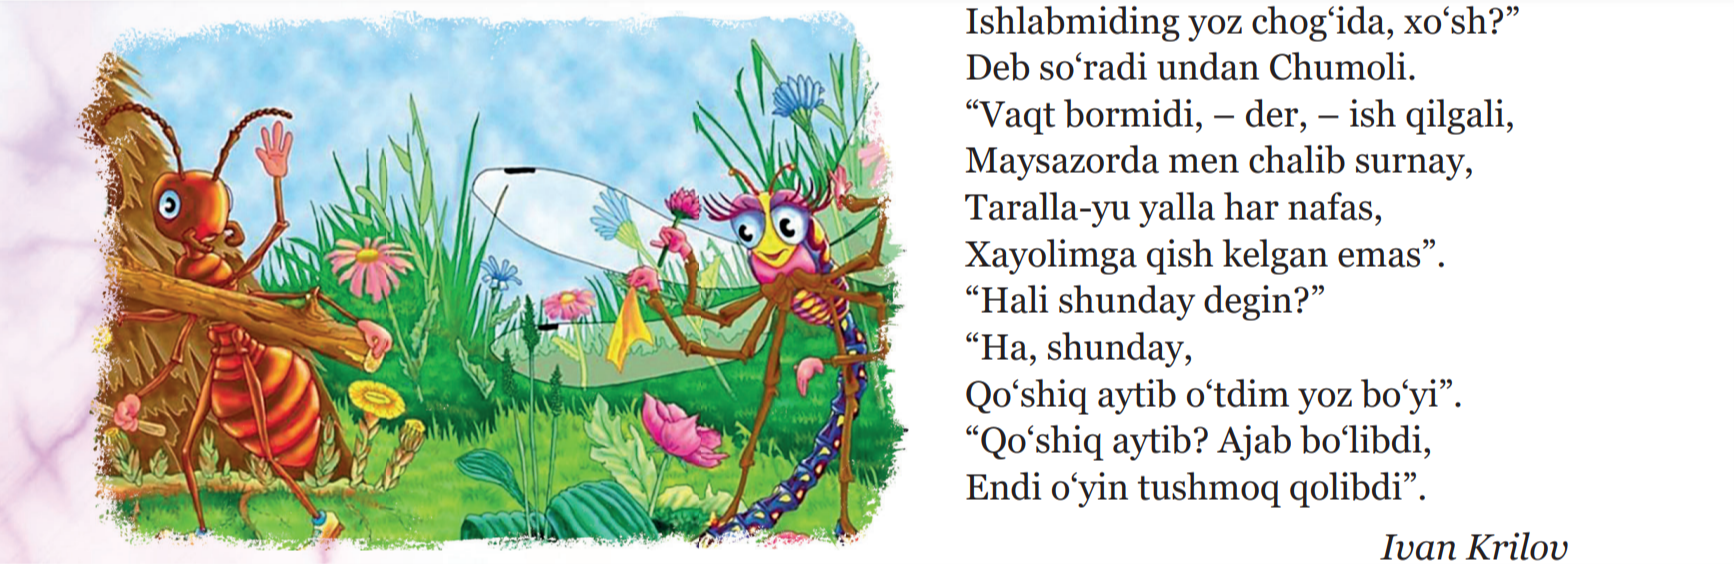 Ishlabmiding yoz chog‘ida, xo‘sh?”
Deb so‘radi undan Chumoli.
“Vaqt bormidi, – der, – ish qilgali,
Maysazorda men chalib surnay,
Taralla-yu yalla har nafas,
Xayolimga qish kelgan emas”.
“Hali shunday degin?”
“Ha, shunday,
Qo‘shiq aytib o‘tdim yoz bo‘yi”.
“Qo‘shiq aytib? Ajab bo‘libdi,
Endi o‘yin tushmoq qolibdi”.
Ivan Krilov